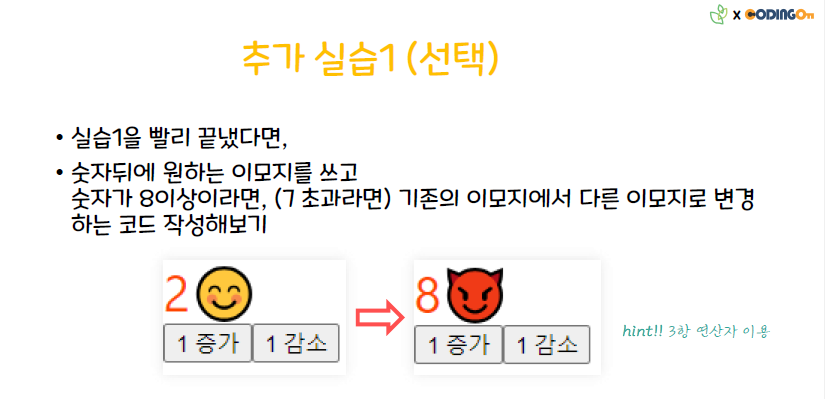 x CODINGOn
추가 실습1 (선택)
• 실습1을 빨리 끝냈다면,
• 숫자뒤에 원하는 이모지를 쓰고
숫자가 8이상이라면, (7 초과라면) 기존의 이모지에서 다른 이모지로 변경
하는 코드 작성해보기
2 😊
1 증가 1 감소
8 😈
1 증가 1 감소
hint!! 3항 연산자 이용